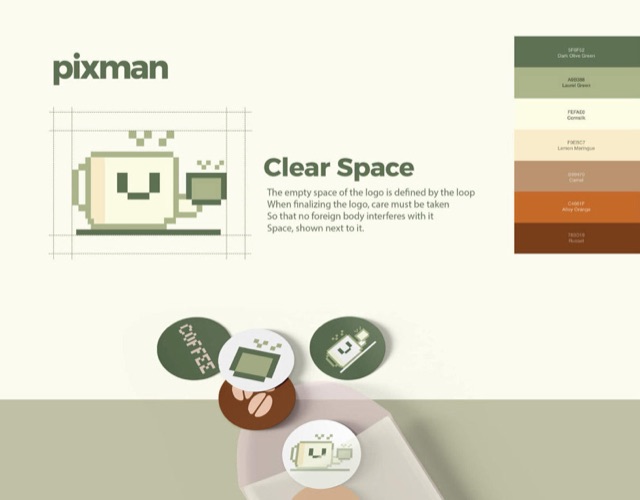 pixman
Clear Space
The empty space of the logo is defined by the loop
When finalizing the logo, care must be taken
So that no foreign body interferes with it
Space, shown next to it.
Dark Olive Green
Laurel Green
FEFAE0
Cornsilk
Lemon Meringue
Camel
Alloy Orange
Russet
COFFEE